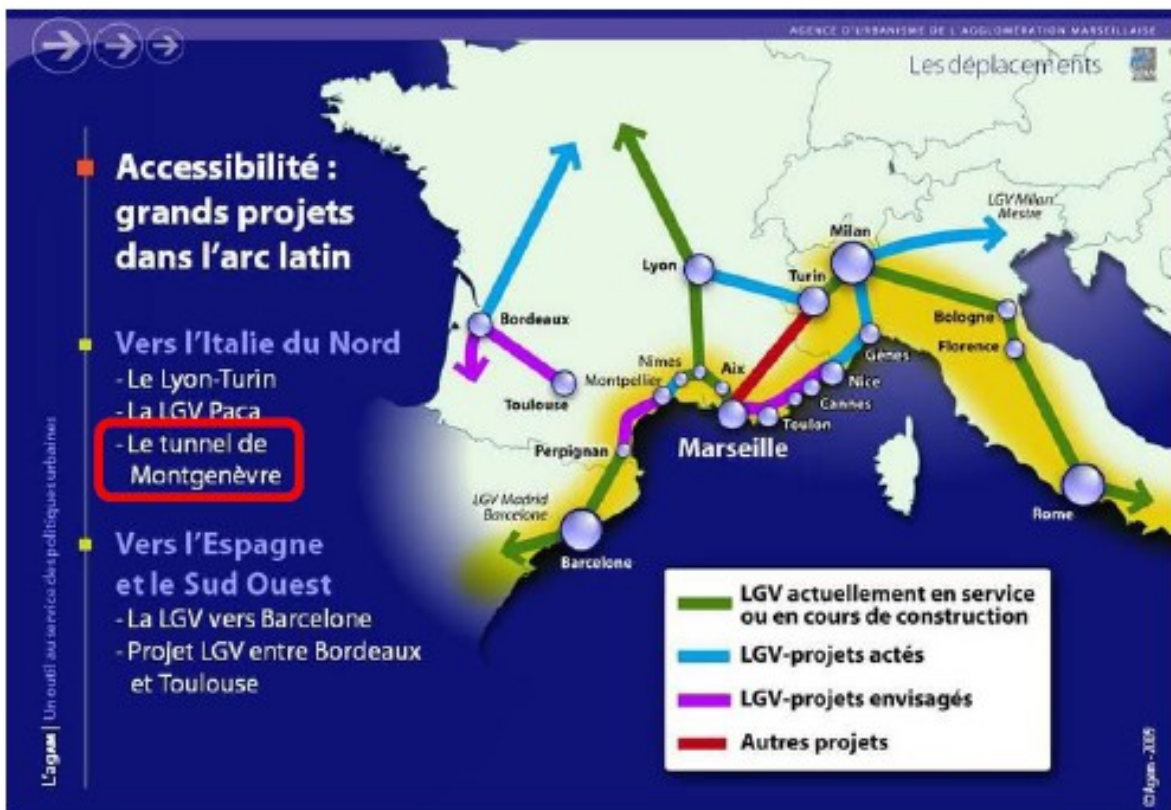 AGENCE D'URBANISME DE L'AGGLOMÉRATION MARSEILLAISE
Les déplacements
Accessibilité :
grands projets
dans l'arc latin
Vers l'Italie du Nord
- Le Lyon-Turin
- La LGV Paca
- Le tunnel de
Montgenèvre
Vers l'Espagne
et le Sud Ouest
- La LGV vers Barcelone
- Projet LGV entre Bordeaux
et Toulouse
L'agAM | Un outil au service des politiques urbaines
LGV Milan
Mestre
Milan
Lyon
Turin
Bordeaux
Bologne
Gênes
Florence
Nîmes
Aix
Montpellier
Nice
Cannes
Toulouse
Toulon
Marseille
Perpignan
LGV Madrid
Barcelone
Rome
Barcelone
LGV actuellement en service
ou en cours de construction
LGV-projets actés
LGV-projets envisagés
Autres projets
© Agam - 2009